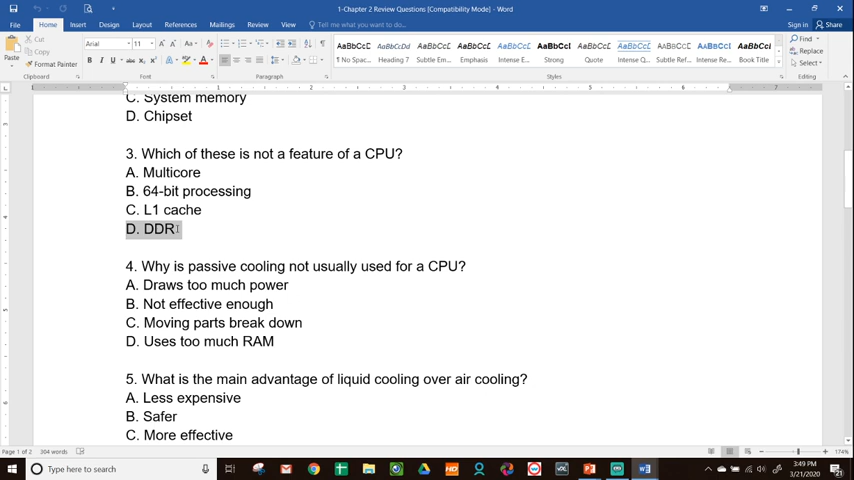 1-Chapter 2 Review Questions [Compatibility Mode] - Word
Sign in
Share
File Home Insert Design Layout References Mailings Review View Tell me what you want to do...
Paste
Cut
Copy
Format Painter
Arial 11
AaBbCcD AaBbCcDd AaBbCcD AaBbCcD AaBbCcD AaBbCcI AaBbCcD AaBbCcD AaBbCcD AaBbCcI AaBbCcI
¶ No Spac... Heading 7 Subtle Em... Emphasis Intense E... Strong Quote Intense Q... Subtle Ref... Intense Re... Book Title
Find
Replace
Select
Clipboard Font Paragraph Styles Editing
C. System memory
D. Chipset
3. Which of these is not a feature of a CPU?
A. Multicore
B. 64-bit processing
C. L1 cache
D. DDR
4. Why is passive cooling not usually used for a CPU?
A. Draws too much power
B. Not effective enough
C. Moving parts break down
D. Uses too much RAM
5. What is the main advantage of liquid cooling over air cooling?
A. Less expensive
B. Safer
C. More effective
Page 1 of 2 304 words
174%
Type here to search
3:49 PM
3/21/2020